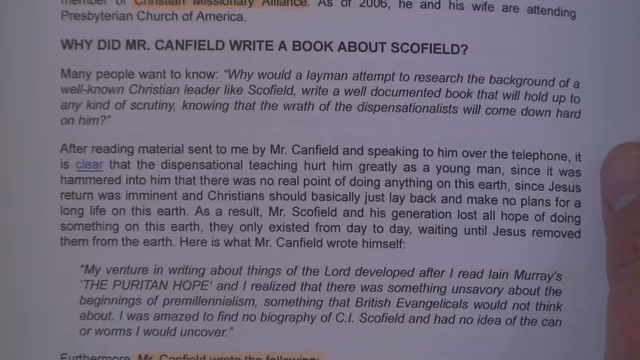 member of Christian Missionary Alliance. As of 2006, he and his wife are attending
Presbyterian Church of America.
WHY DID MR. CANFIELD WRITE A BOOK ABOUT SCOFIELD?
Many people want to know: "Why would a layman attempt to research the background of a
well-known Christian leader like Scofield, write a well documented book that will hold up to
any kind of scrutiny, knowing that the wrath of the dispensationalists will come down hard
on him?"
After reading material sent to me by Mr. Canfield and speaking to him over the telephone, it
is clear that the dispensational teaching hurt him greatly as a young man, since it was
hammered into him that there was no real point of doing anything on this earth, since Jesus
return was imminent and Christians should basically just lay back and make no plans for a
long life on this earth. As a result, Mr. Scofield and his generation lost all hope of doing
something on this earth, they only existed from day to day, waiting until Jesus removed
them from the earth. Here is what Mr. Canfield wrote himself:
"My venture in writing about things of the Lord developed after I read Iain Murray's
'THE PURITAN HOPE' and I realized that there was something unsavory about the
beginnings of premillennialism, something that British Evangelicals would not think
about. I was amazed to find no biography of C.I. Scofield and had no idea of the can
or worms I would uncover."
Furthermore, Mr. Canfield wrote the following: